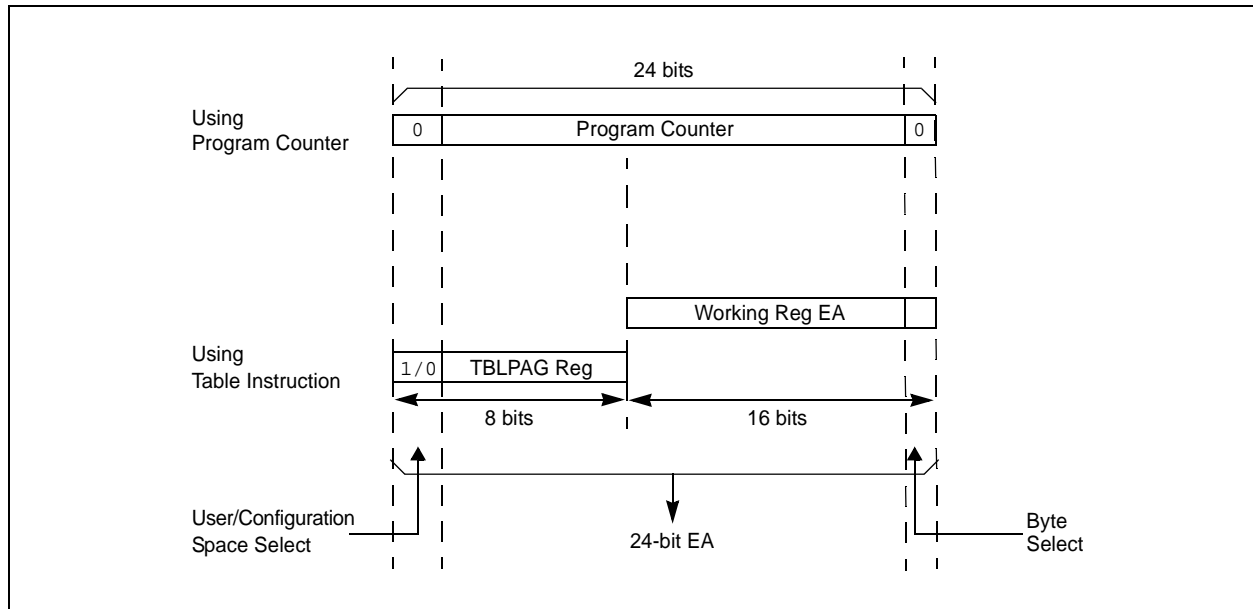 24 bits
Using
Program Counter
0
Program Counter
0
Working Reg EA
Using
Table Instruction
1/0
TBLPAG Reg
8 bits
16 bits
User/Configuration
Space Select
24-bit EA
Byte
Select